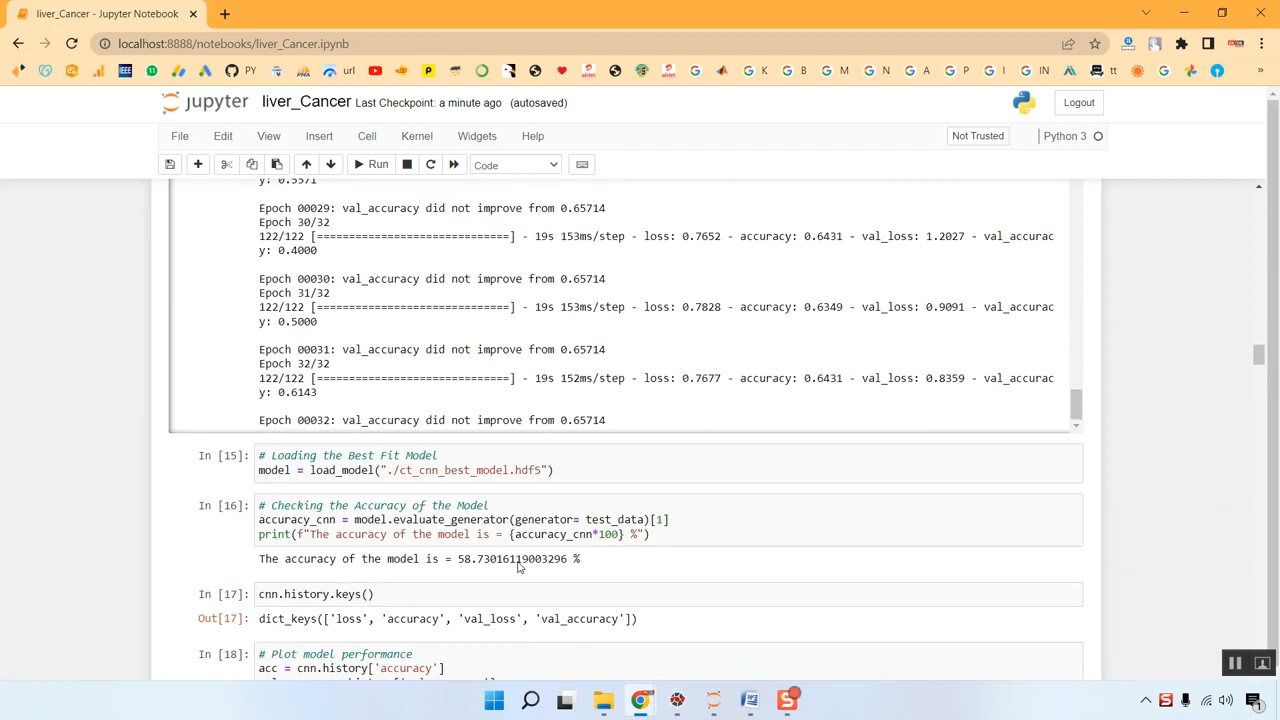 liver_Cancer - Jupyter Notebook
localhost:8888/notebooks/liver_Cancer.ipynb
PY url K B M N A P I IN tt »
jupyter liver_Cancer Last Checkpoint: a minute ago (autosaved) Logout
File Edit View Insert Cell Kernel Widgets Help Not Trusted Python 3
Run Code
y: 0.5571
Epoch 00029: val_accuracy did not improve from 0.65714
Epoch 30/32
122/122 [==============================] - 19s 153ms/step - loss: 0.7652 - accuracy: 0.6431 - val_loss: 1.2027 - val_accurac
y: 0.4000
Epoch 00030: val_accuracy did not improve from 0.65714
Epoch 31/32
122/122 [==============================] - 19s 153ms/step - loss: 0.7828 - accuracy: 0.6349 - val_loss: 0.9091 - val_accurac
y: 0.5000
Epoch 00031: val_accuracy did not improve from 0.65714
Epoch 32/32
122/122 [==============================] - 19s 152ms/step - loss: 0.7677 - accuracy: 0.6431 - val_loss: 0.8359 - val_accurac
y: 0.6143
Epoch 00032: val_accuracy did not improve from 0.65714
In [15]: # Loading the Best Fit Model
model = load_model("./ct_cnn_best_model.hdf5")
In [16]: # Checking the Accuracy of the Model
accuracy_cnn = model.evaluate_generator(generator= test_data)[1]
print(f"The accuracy of the model is = {accuracy_cnn*100} %")
The accuracy of the model is = 58.73016119003296 %
In [17]: cnn.history.keys()
Out[17]: dict_keys(['loss', 'accuracy', 'val_loss', 'val_accuracy'])
In [18]: # Plot model performance
acc = cnn.history['accuracy']